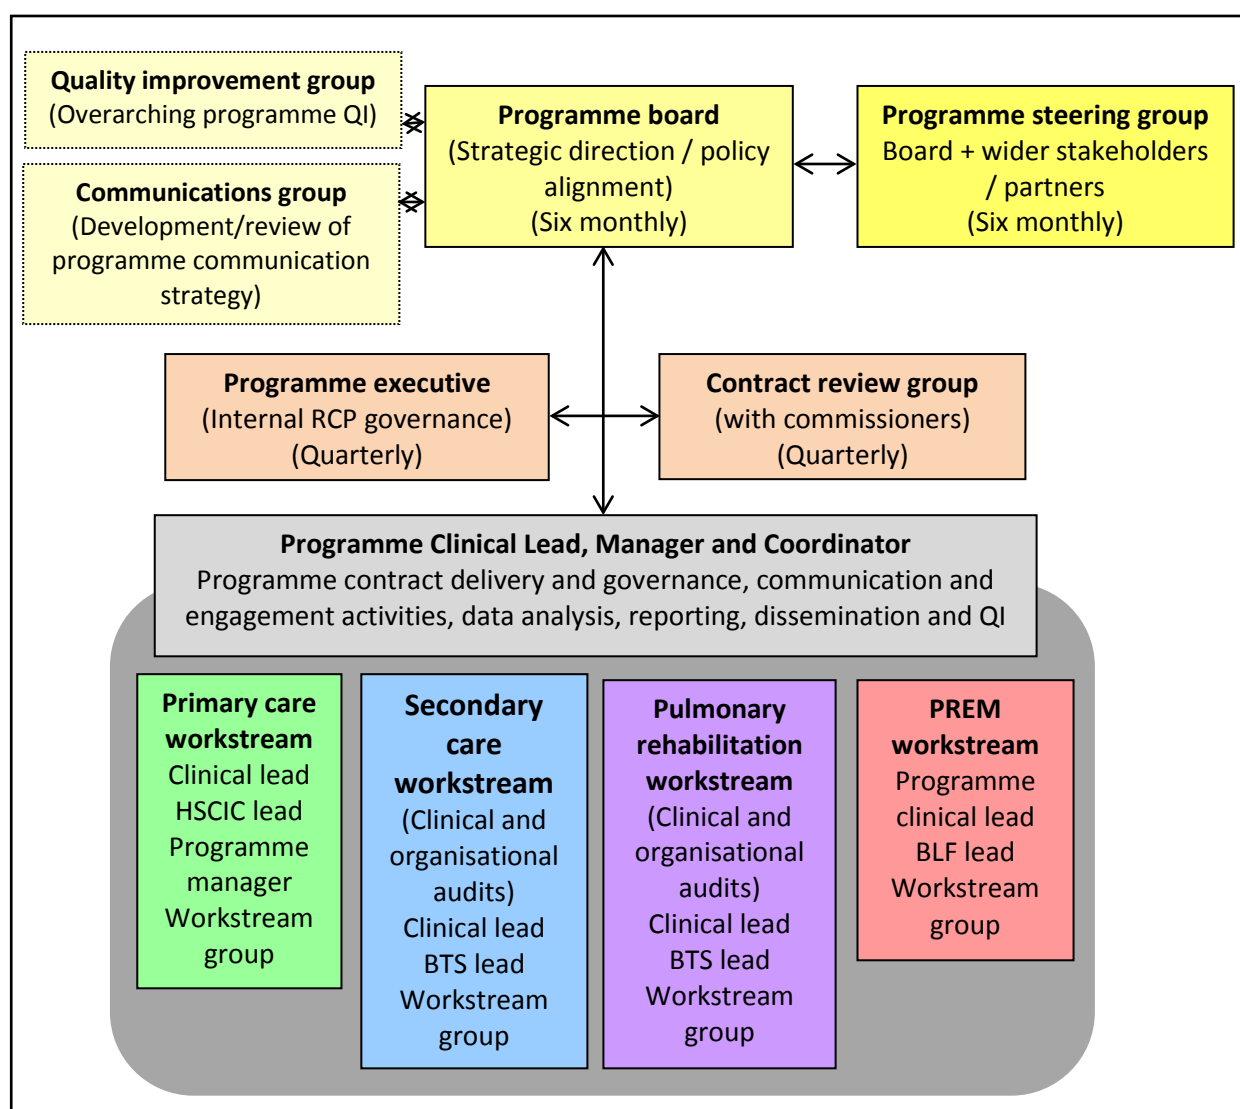 Quality improvement group
(Overarching programme QI)
Communications group
(Development/review of
programme communication
strategy)
Programme board
(Strategic direction / policy
alignment)
(Six monthly)
Programme steering group
Board + wider stakeholders
/ partners
(Six monthly)
Programme executive
(Internal RCP governance)
(Quarterly)
Contract review group
(with commissioners)
(Quarterly)
Programme Clinical Lead, Manager and Coordinator
Programme contract delivery and governance, communication and
engagement activities, data analysis, reporting, dissemination and QI
Primary care
workstream
Clinical lead
HSCIC lead
Programme
manager
Workstream
group
Secondary
care
workstream
(Clinical and
organisational
audits)
Clinical lead
BTS lead
Workstream
group
Pulmonary
rehabilitation
workstream
(Clinical and
organisational
audits)
Clinical lead
BTS lead
Workstream
group
PREM
workstream
Programme
clinical lead
BLF lead
Workstream
group